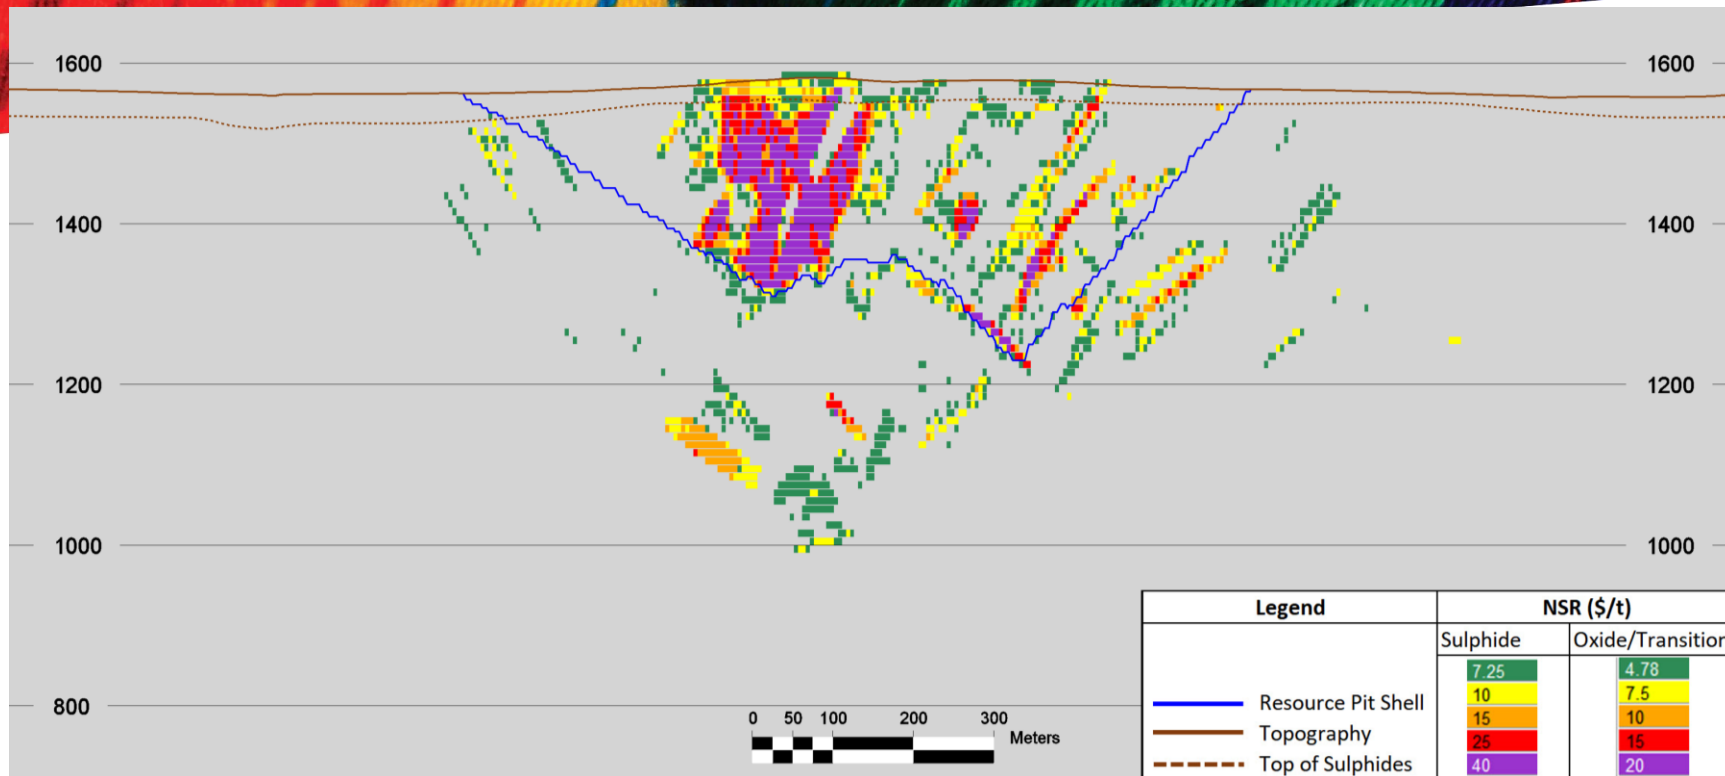 1600 1600
1400 1400
1200 1200
1000 1000
800
0 50 100 200 300
Meters
Legend NSR ($/t)
Sulphide Oxide/Transition
7.25 4.78
10 7.5
Resource Pit Shell
15 10
Topography
25 15
Top of Sulphides
40 20